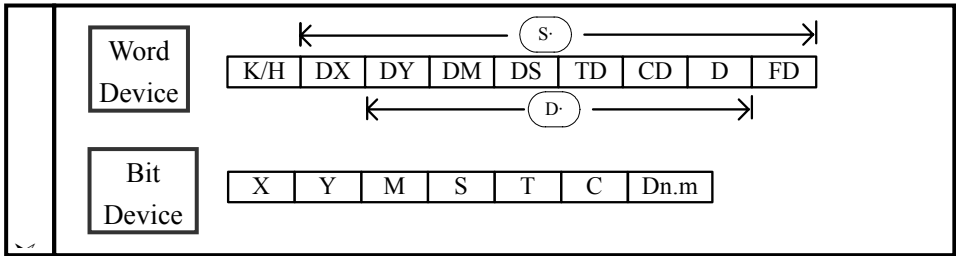 Word
Device
S·
K/H DX DY DM DS TD CD D FD
D·
Bit
Device
X Y M S T C Dn.m